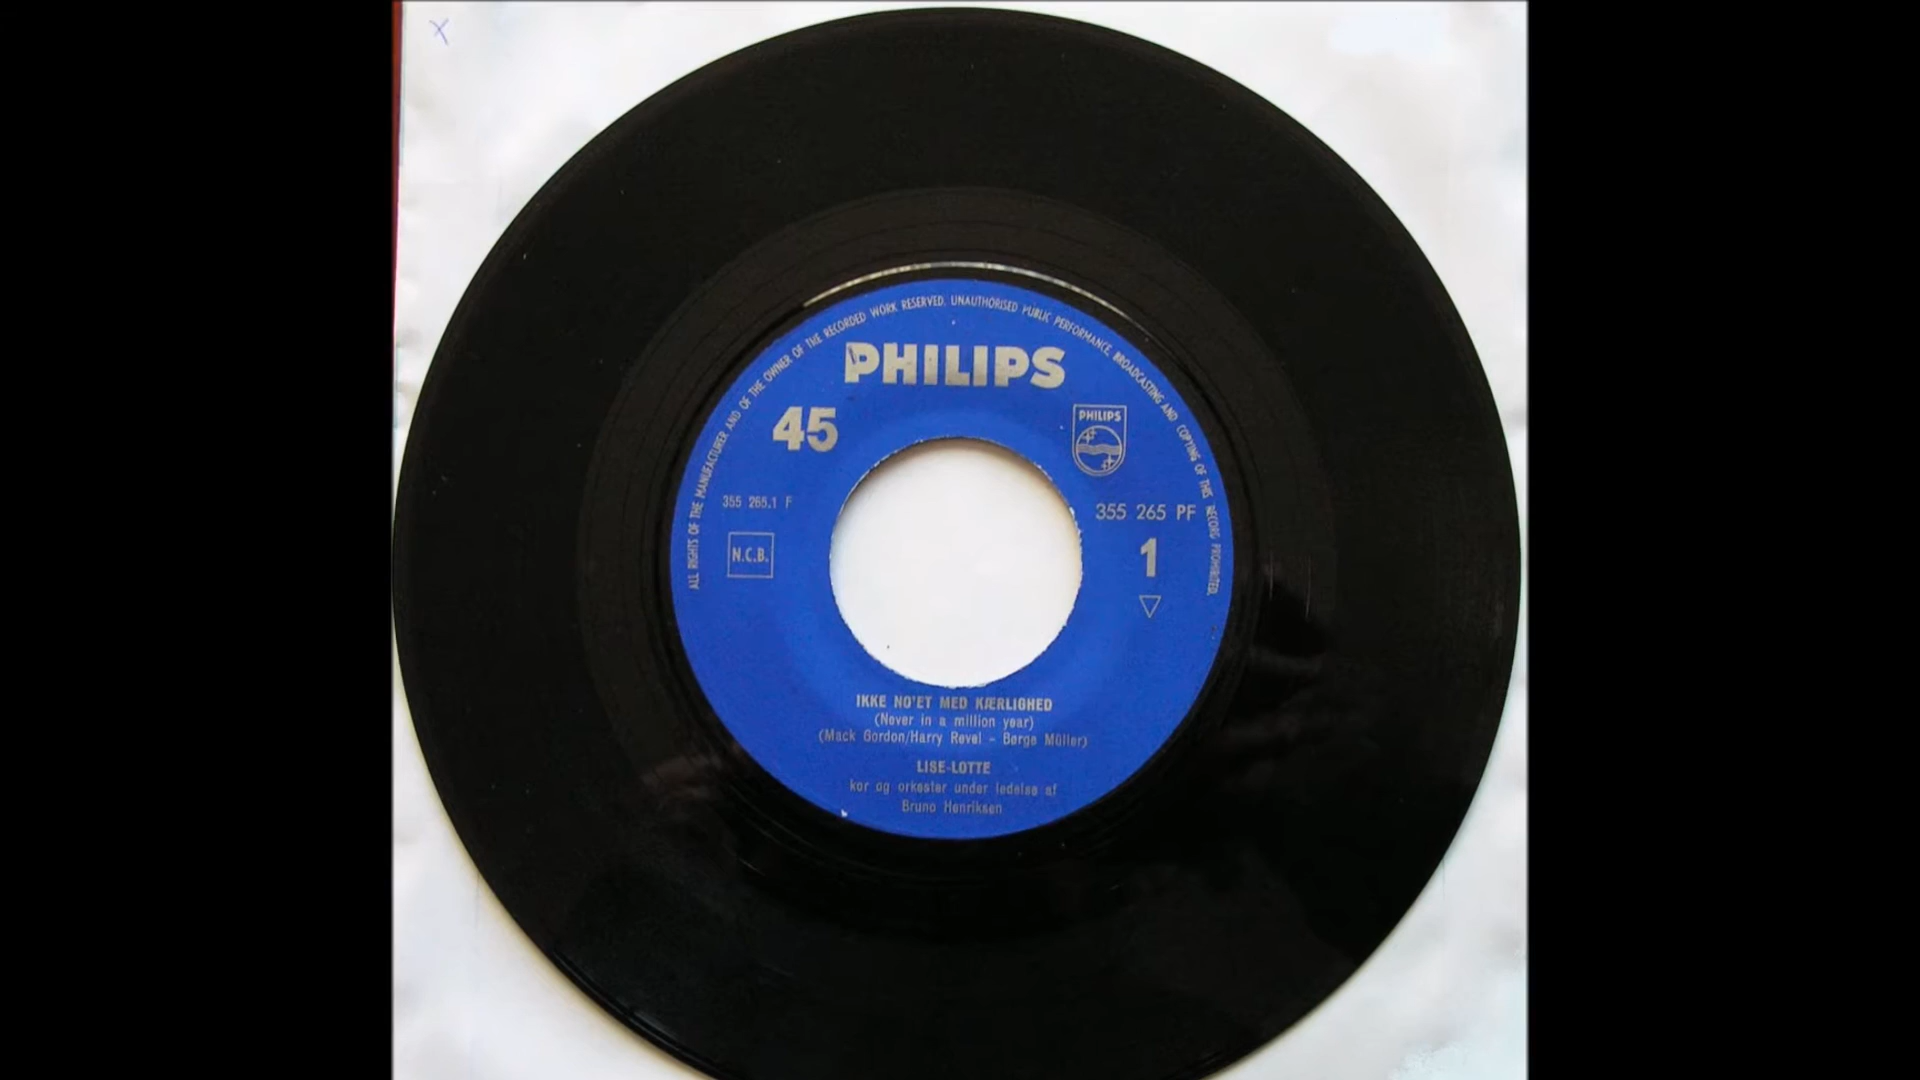 X
ALL RIGHTS OF THE MANUFACTURER AND OF THE OWNER OF THE RECORDED WORK RESERVED. UNAUTHORISED PUBLIC PERFORMANCE, BROADCASTING AND COPYING OF THIS RECORD PROHIBITED.
PHILIPS
45
PHILIPS
355 265.1 F
355 265 PF
N.C.B.
1
IKKE NO'ET MED KÆRLIGHED
(Never in a million year)
(Mack Gordon/Harry Revel - Børge Müller)
LISE-LOTTE
kor og orkester under ledelse af
Bruno Henriksen